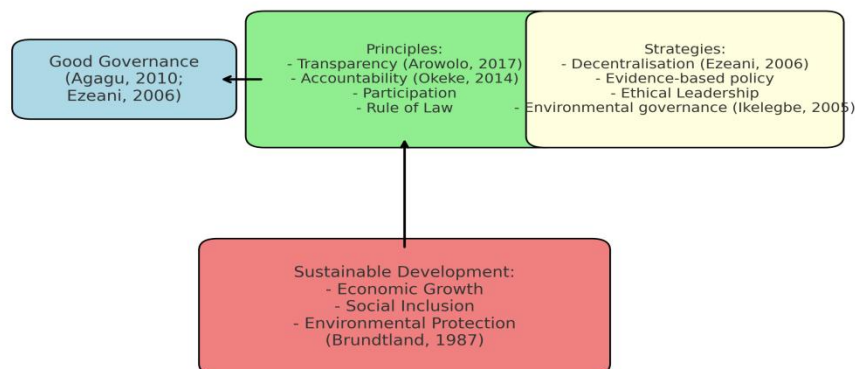 Good Governance
(Agagu, 2010;
Ezeani, 2006)
Principles:
- Transparency (Arowolo, 2017)
- Accountability (Okeke, 2014)
- Participation
- Rule of Law
Strategies:
- Decentralisation (Ezeani, 2006)
- Evidence-based policy
- Ethical Leadership
- Environmental governance (Ikelegbe, 2005)
Sustainable Development:
- Economic Growth
- Social Inclusion
- Environmental Protection
(Brundtland, 1987)